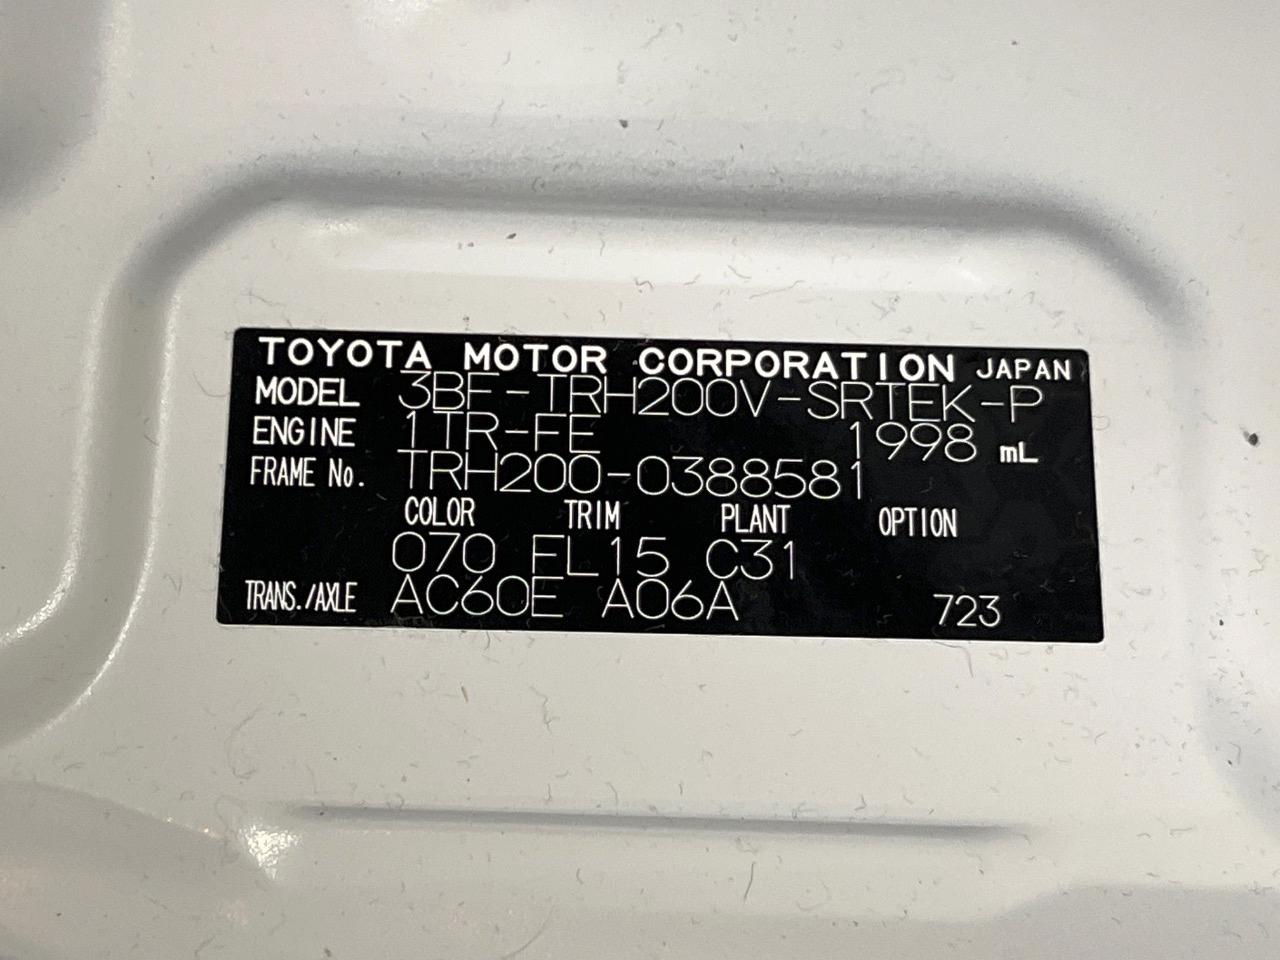 TOYOTA MOTOR CORPORATION JAPAN
MODEL 3BF-TRH200V-SRTEK-P
ENGINE 1TR-FE 1998 mL
FRAME No. TRH200-0388581
COLOR TRIM PLANT OPTION
070 FL15 C31
TRANS./AXLE AC60E A06A 723